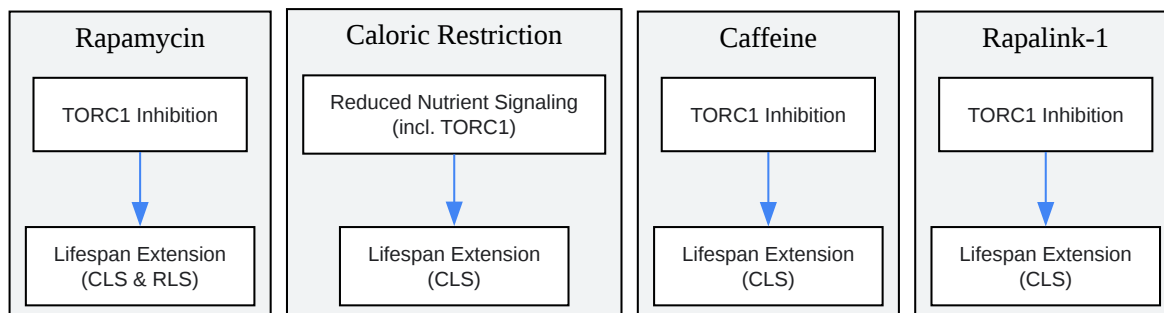 Rapamycin
TORC1 Inhibition
Lifespan Extension
(CLS & RLS)
Caloric Restriction
Reduced Nutrient Signaling
(incl. TORC1)
Lifespan Extension
(CLS)
Caffeine
TORC1 Inhibition
Lifespan Extension
(CLS)
Rapalink-1
TORC1 Inhibition
Lifespan Extension
(CLS)